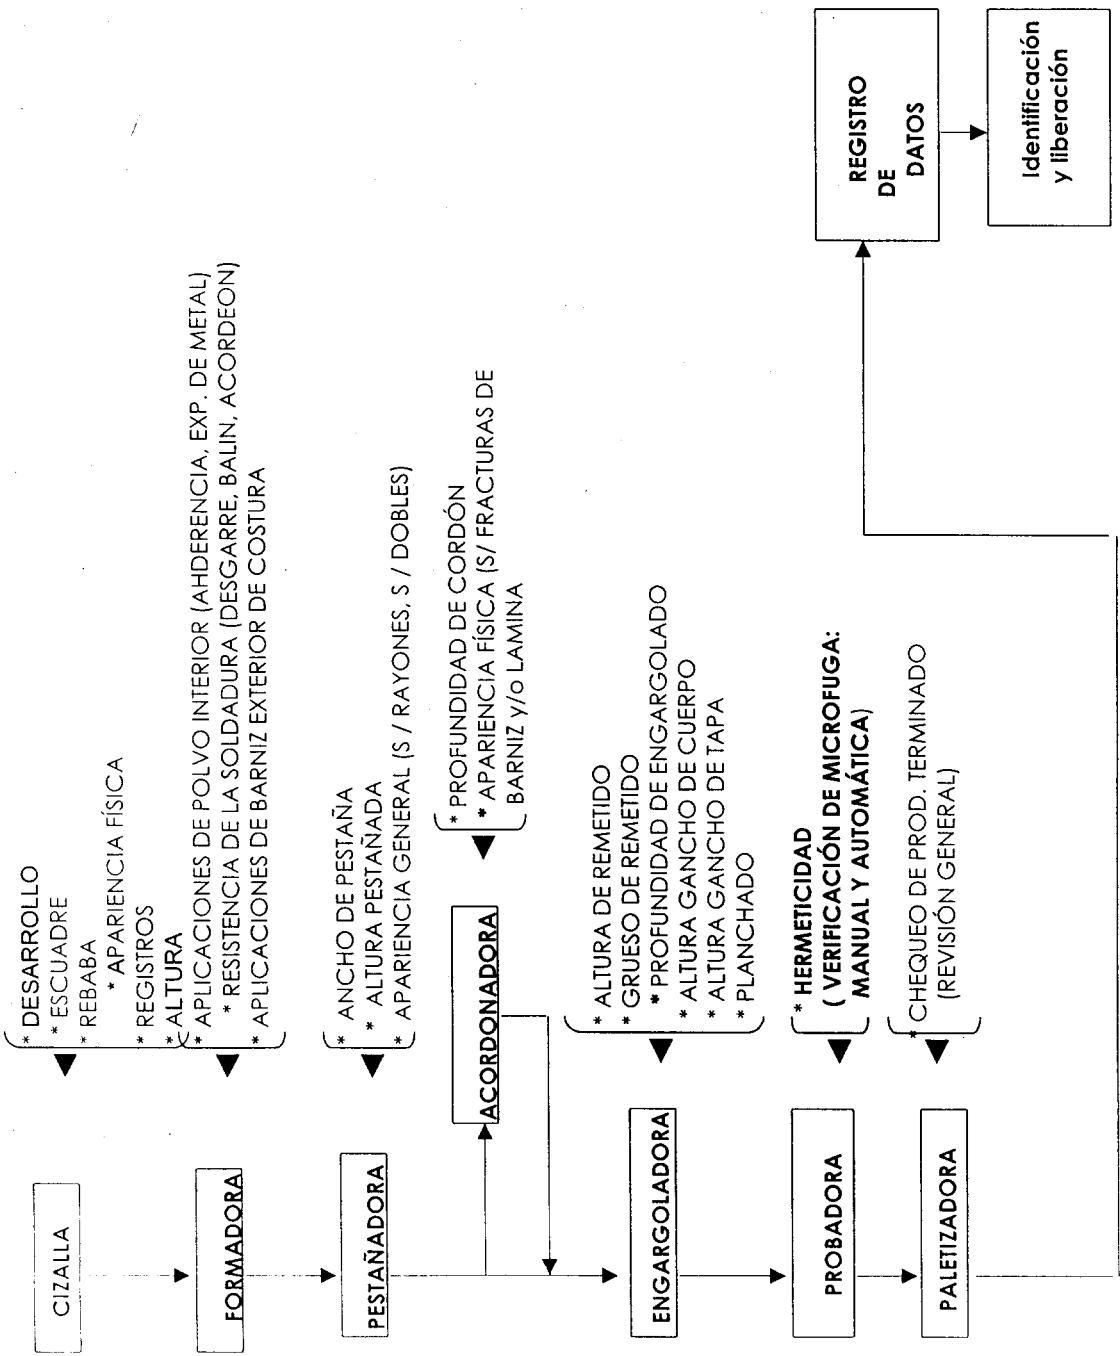 CIZALLA
* DESARROLLO
* ESCUADRE
* REBABA
* APARIENCIA FÍSICA
* REGISTROS
* ALTURA
FORMADORA
* APLICACIONES DE POLVO INTERIOR (AHDERENCIA, EXP. DE METAL)
* RESISTENCIA DE LA SOLDADURA (DESGARRE, BALIN, ACORDEON)
* APLICACIONES DE BARNIZ EXTERIOR DE COSTURA
PESTAÑADORA
* ANCHO DE PESTAÑA
* ALTURA PESTAÑADA
* APARIENCIA GENERAL (S / RAYONES, S / DOBLES)
ACORDONADORA
* PROFUNDIDAD DE CORDÓN
* APARIENCIA FÍSICA (S/ FRACTURAS DE
BARNIZ y/o LAMINA
ENGARGOLADORA
* ALTURA DE REMETIDO
* GRUESO DE REMETIDO
* PROFUNDIDAD DE ENGARGOLADO
* ALTURA GANCHO DE CUERPO
* ALTURA GANCHO DE TAPA
* PLANCHADO
PROBADORA
* HERMETICIDAD
( VERIFICACIÓN DE MICROFUGA:
MANUAL Y AUTOMÁTICA)
PALETIZADORA
* CHEQUEO DE PROD. TERMINADO
(REVISIÓN GENERAL)
REGISTRO
DE
DATOS
Identificación
y liberación